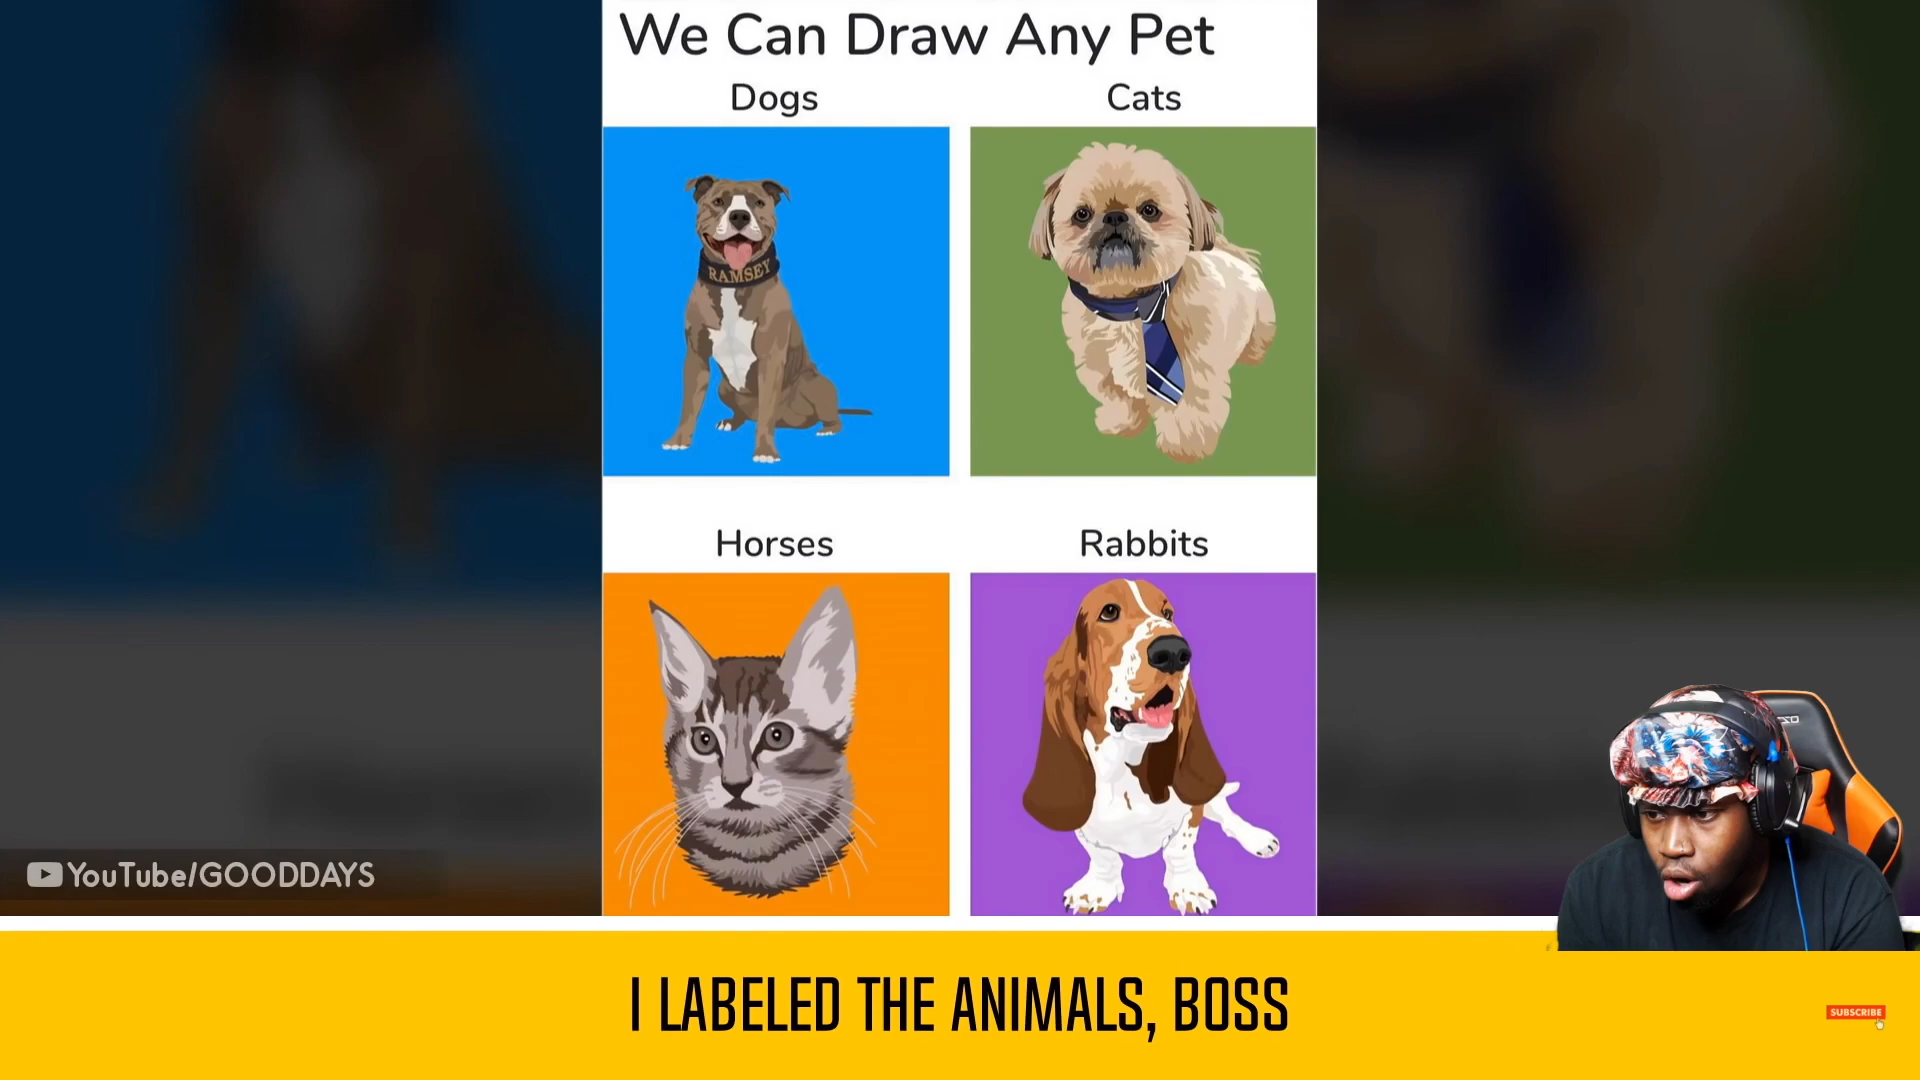 We Can Draw Any Pet
Dogs
Cats
RAMSEY
Horses
Rabbits
YouTube/GOODDAYS
I LABELED THE ANIMALS, BOSS
SUBSCRIBE